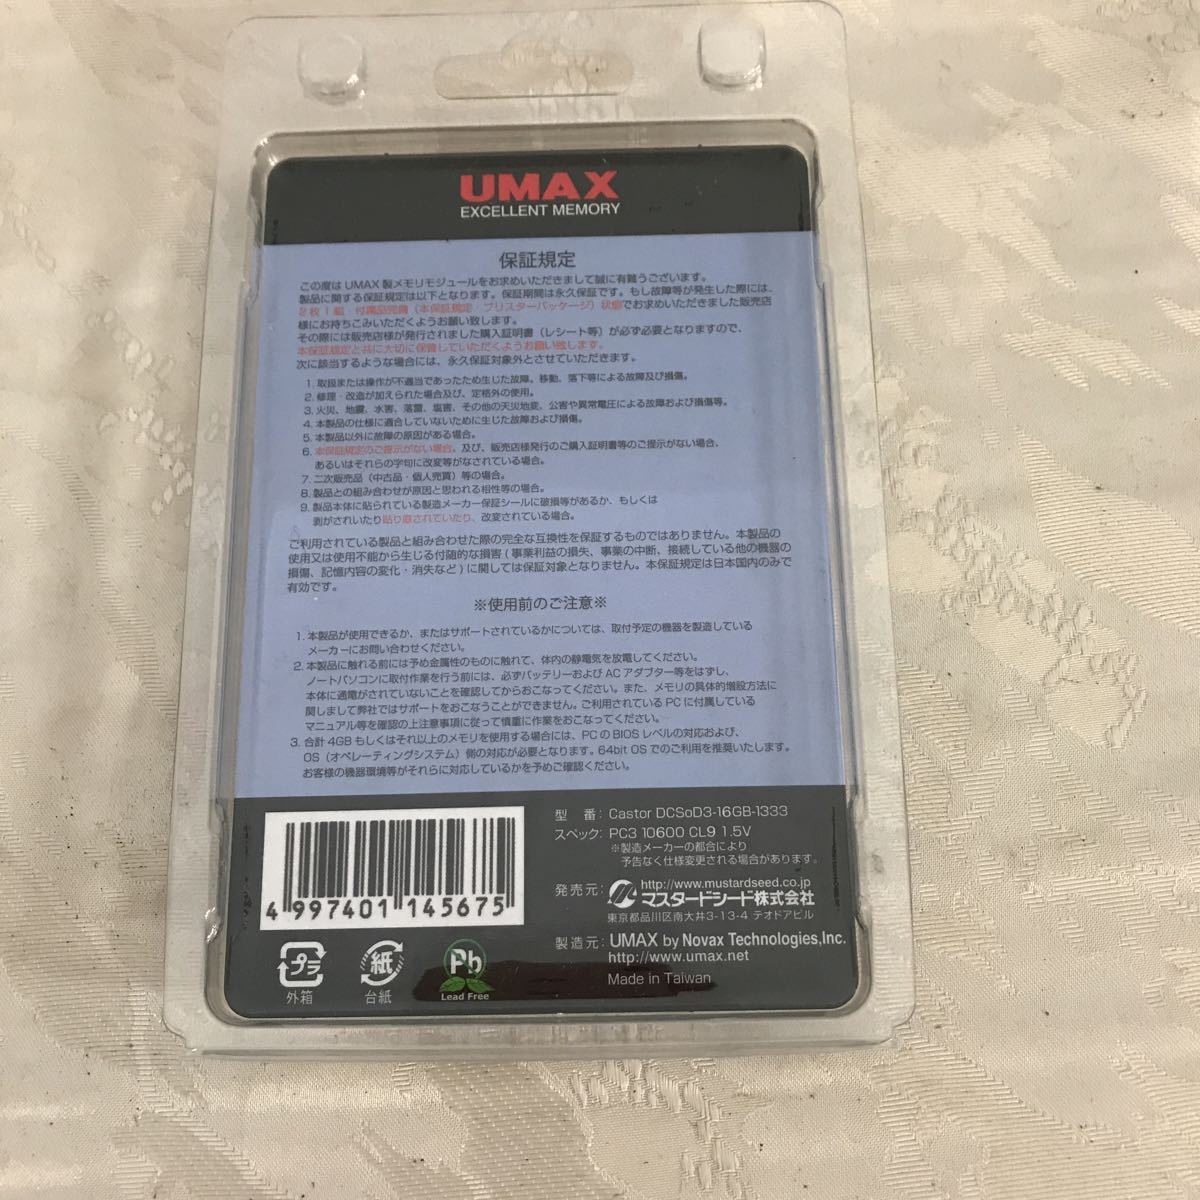 UMAX
EXCELLENT MEMORY
保証規定
この度は UMAX 製メモリモジュールをお求めいただきまして誠に有難うございます。
製品に関する保証規定は以下となります。保証期間は永久保証です。もし故障等が発生した際には、
2枚1組 付属品完備（本保証規定・ブリスターパッケージ）状態でお求めいただきました販売店
様にお持ちこみいただくようお願い致します。
その際には販売店様が発行されました購入証明書（レシート等）が必ず必要となりますので、
本保証規定と共に大切に保管していただくようお願い致します。
次に該当するような場合には、永久保証対象外とさせていただきます。
1. 取扱または操作が不適当であったため生じた故障。移動、落下等による故障及び損傷。
2. 修理・改造が加えられた場合及び、定格外の使用。
3. 火災、地震、水害、落雷、塩害、その他の天災地変、公害や異常電圧による故障および損傷等。
4. 本製品の仕様に適合していないために生じた故障および損傷。
5. 本製品以外に故障の原因がある場合。
6. 本保証規定のご提示がない場合。及び、販売店様発行のご購入証明書等のご提示がない場合、
あるいはそれらの字句に改変等がなされている場合。
7. 二次販売品（中古品・個人売買）等の場合。
8. 製品との組み合わせが原因と思われる相性等の場合。
9. 製品本体に貼られている製造メーカー保証シールに破損等があるか、もしくは
剥がされいたり貼り直されていたり、改変されている場合。
ご利用されている製品と組み合わせた際の完全な互換性を保証するものではありません。本製品の
使用又は使用不能から生じる付随的な損害（事業利益の損失、事業の中断、接続している他の機器の
損傷、記憶内容の変化・消失など）に関しては保証対象となりません。本保証規定は日本国内のみで
有効です。
※使用前のご注意※
1. 本製品が使用できるか、またはサポートされているかについては、取付予定の機器を製造している
メーカーにお問い合わせください。
2. 本製品に触れる前には予め金属性のものに触れて、体内の静電気を放電してください。
ノートパソコンに取付作業を行う前には、必ずバッテリーおよび AC アダプター等をはずし、
本体に通電がされていないことを確認してからおこなってください。また、メモリの具体的増設方法に
関しまして弊社ではサポートをおこなうことができません。ご利用されている PC に付属している
マニュアル等を確認の上注意事項に従って慎重に作業をおこなってください。
3. 合計 4GB もしくはそれ以上のメモリを使用する場合には、PC の BIOS レベルの対応および、
OS（オペレーティングシステム）側の対応が必要となります。64bit OS でのご利用を推奨いたします。
お客様の機器環境等がそれらに対応しているかを予めご確認ください。
型 番: Castor DCSoD3-16GB-1333
スペック: PC3 10600 CL9 1.5V
※製造メーカーの都合により
予告なく仕様変更される場合があります。
発売元: http://www.mustardseed.co.jp
マスタードシード株式会社
東京都品川区南大井3-13-4 テオドアビル
製造元: UMAX by Novax Technologies,Inc.
http://www.umax.net
Made in Taiwan
4 997401 145675
プラ
外箱
紙
台紙
Pb
Lead Free